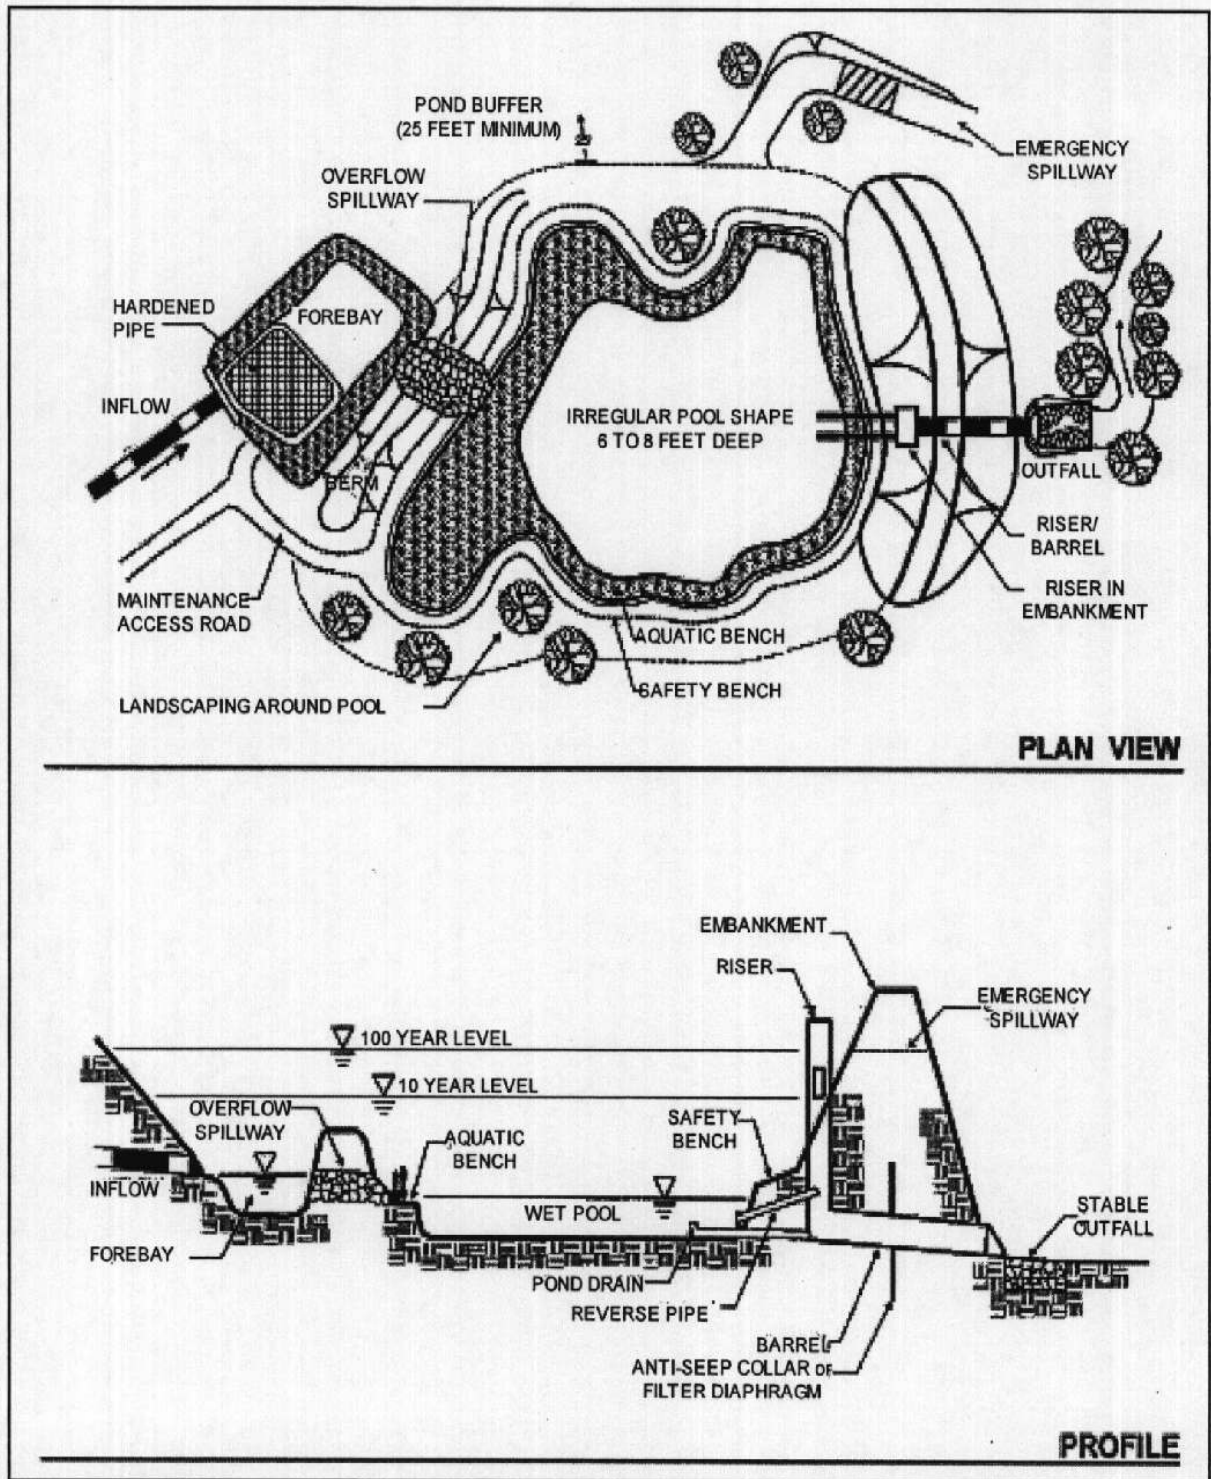 POND BUFFER
(25 FEET MINIMUM)
EMERGENCY
SPILLWAY
OVERFLOW
SPILLWAY
HARDENED
PIPE
FOREBAY
INFLOW
IRREGULAR POOL SHAPE
6 TO 8 FEET DEEP
OUTFALL
BERM
RISER/
BARREL
RISER IN
EMBANKMENT
MAINTENANCE
ACCESS ROAD
AQUATIC BENCH
SAFETY BENCH
LANDSCAPING AROUND POOL
PLAN VIEW
EMBANKMENT
RISER
EMERGENCY
SPILLWAY
100 YEAR LEVEL
10 YEAR LEVEL
OVERFLOW
SPILLWAY
SAFETY
BENCH
AQUATIC
BENCH
INFLOW
WET POOL
STABLE
OUTFALL
FOREBAY
POND DRAIN
REVERSE PIPE
BARREL
ANTI-SEEP COLLAR or
FILTER DIAPHRAGM
PROFILE